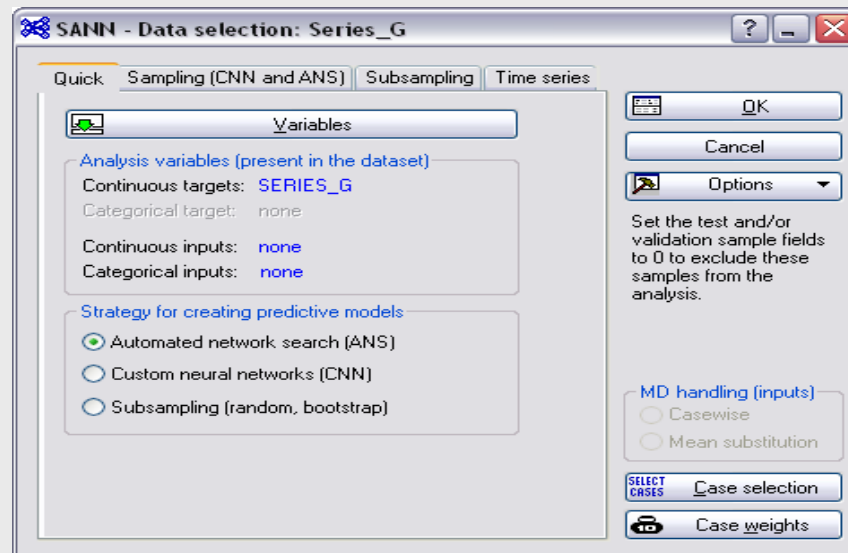 SANN - Data selection: Series_G
?
Quick
Sampling (CNN and ANS)
Subsampling
Time series
Variables
Analysis variables (present in the dataset)
Continuous targets: SERIES_G
Categorical target: none
Continuous inputs: none
Categorical inputs: none
Strategy for creating predictive models
Automated network search (ANS)
Custom neural networks (CNN)
Subsampling (random, bootstrap)
OK
Cancel
Options
Set the test and/or
validation sample fields
to 0 to exclude these
samples from the
analysis.
MD handling (inputs)
Casewise
Mean substitution
SELECT
CASES
Case selection
Case weights